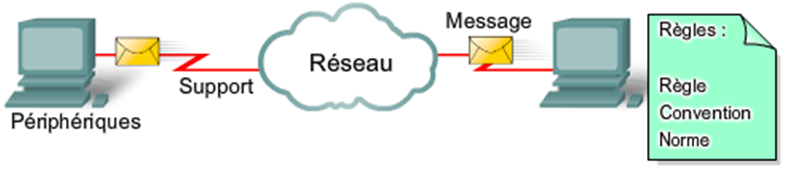 Périphériques
Support
Réseau
Message
Règles :
Règle
Convention
Norme